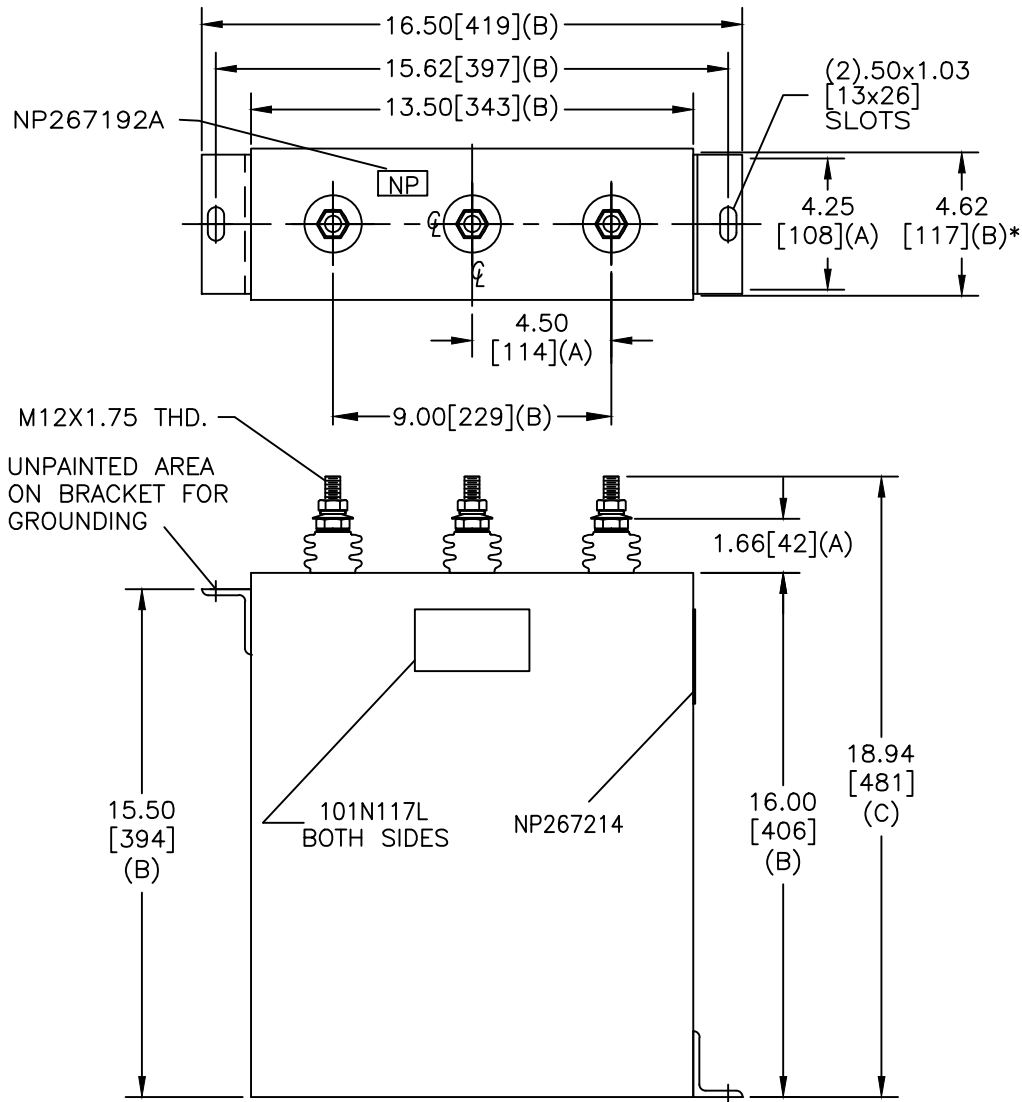 16.50[419](B)
15.62[397](B)
13.50[343](B)
(2).50x1.03
[13x26]
SLOTS
NP267192A
NP
4.25
[108](A)
4.62
[117](B)*
4.50
[114](A)
9.00[229](B)
M12X1.75 THD.
UNPAINTED AREA
ON BRACKET FOR
GROUNDING
1.66[42](A)
15.50
[394]
(B)
101N117L
BOTH SIDES
NP267214
16.00
[406]
(B)
18.94
[481]
(C)